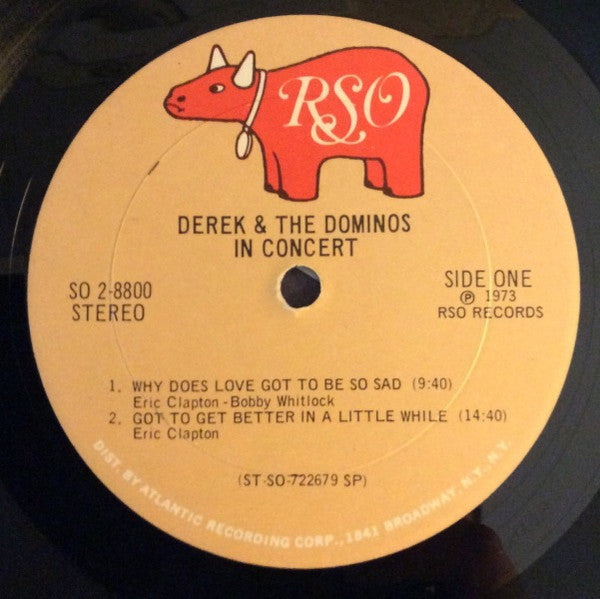 RSO
DEREK & THE DOMINOS
IN CONCERT
SO 2-8800
STEREO
SIDE ONE
℗ 1973
RSO RECORDS
1. WHY DOES LOVE GOT TO BE SO SAD (9:40)
Eric Clapton-Bobby Whitlock
2. GOT TO GET BETTER IN A LITTLE WHILE (14:40)
Eric Clapton
(ST-SO-722679 SP)
DIST. BY ATLANTIC RECORDING CORP., 1841 BROADWAY, N.Y., N.Y.